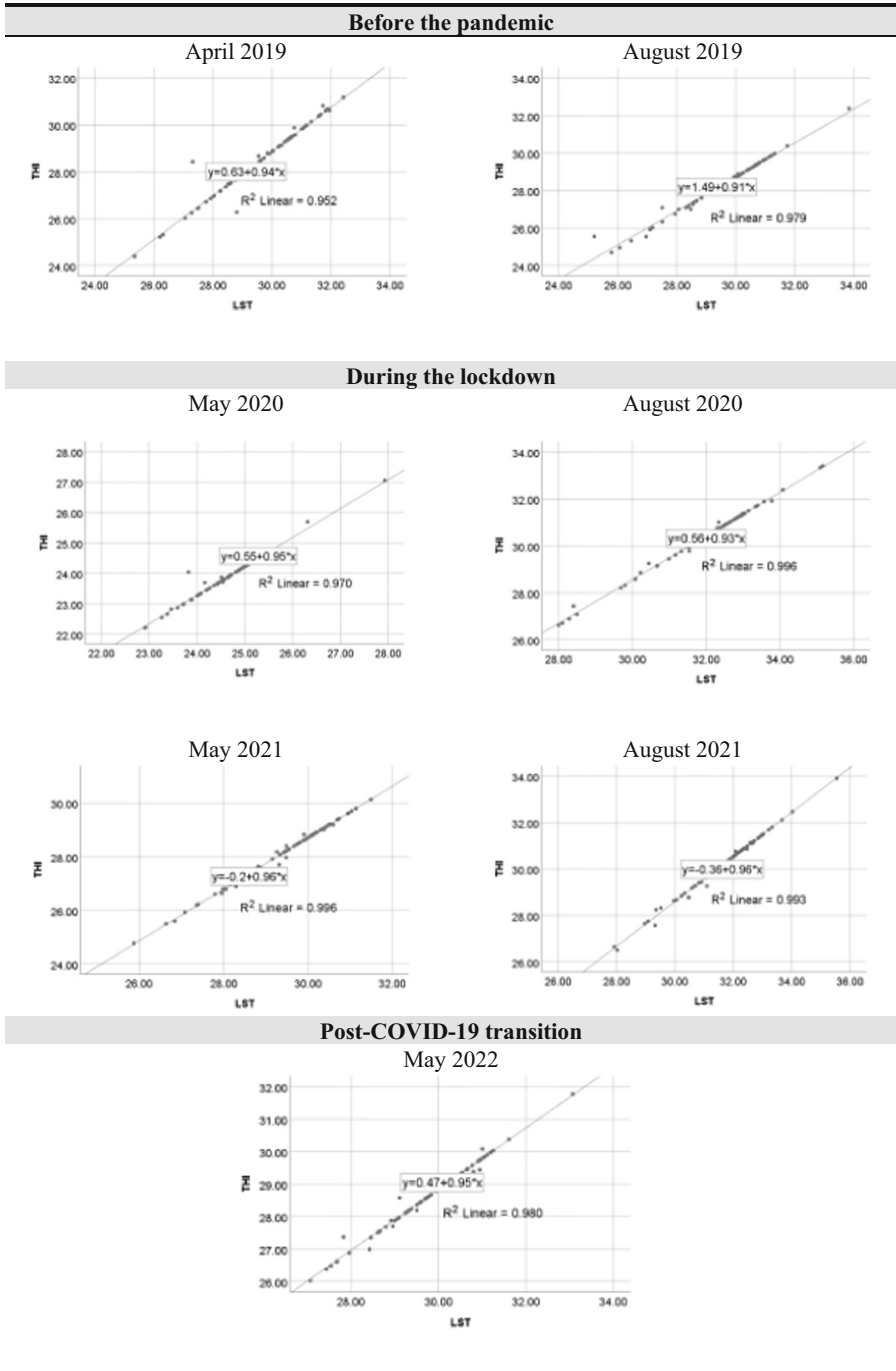 Before the pandemic
April 2019
32.00
30.00
28.00
26.00
24.00
THI
y=0.63+0.94*x
R² Linear = 0.952
24.00 26.00 28.00 30.00 32.00 34.00
LST
August 2019
34.00
32.00
30.00
28.00
26.00
24.00
THI
y=1.49+0.91*x
R² Linear = 0.979
24.00 26.00 28.00 30.00 32.00 34.00
LST
During the lockdown
May 2020
28.00
27.00
26.00
25.00
24.00
23.00
22.00
THI
y=0.55+0.95*x
R² Linear = 0.970
22.00 23.00 24.00 25.00 26.00 27.00 28.00
LST
August 2020
34.00
32.00
30.00
28.00
26.00
THI
y=0.56+0.93*x
R² Linear = 0.996
28.00 30.00 32.00 34.00 36.00
LST
May 2021
30.00
28.00
26.00
24.00
THI
y=-0.2+0.96*x
R² Linear = 0.996
26.00 28.00 30.00 32.00
LST
August 2021
34.00
32.00
30.00
28.00
26.00
THI
y=-0.36+0.96*x
R² Linear = 0.993
26.00 28.00 30.00 32.00 34.00 36.00
LST
Post-COVID-19 transition
May 2022
32.00
31.00
30.00
29.00
28.00
27.00
26.00
THI
y=0.47+0.95*x
R² Linear = 0.980
28.00 30.00 32.00 34.00
LST